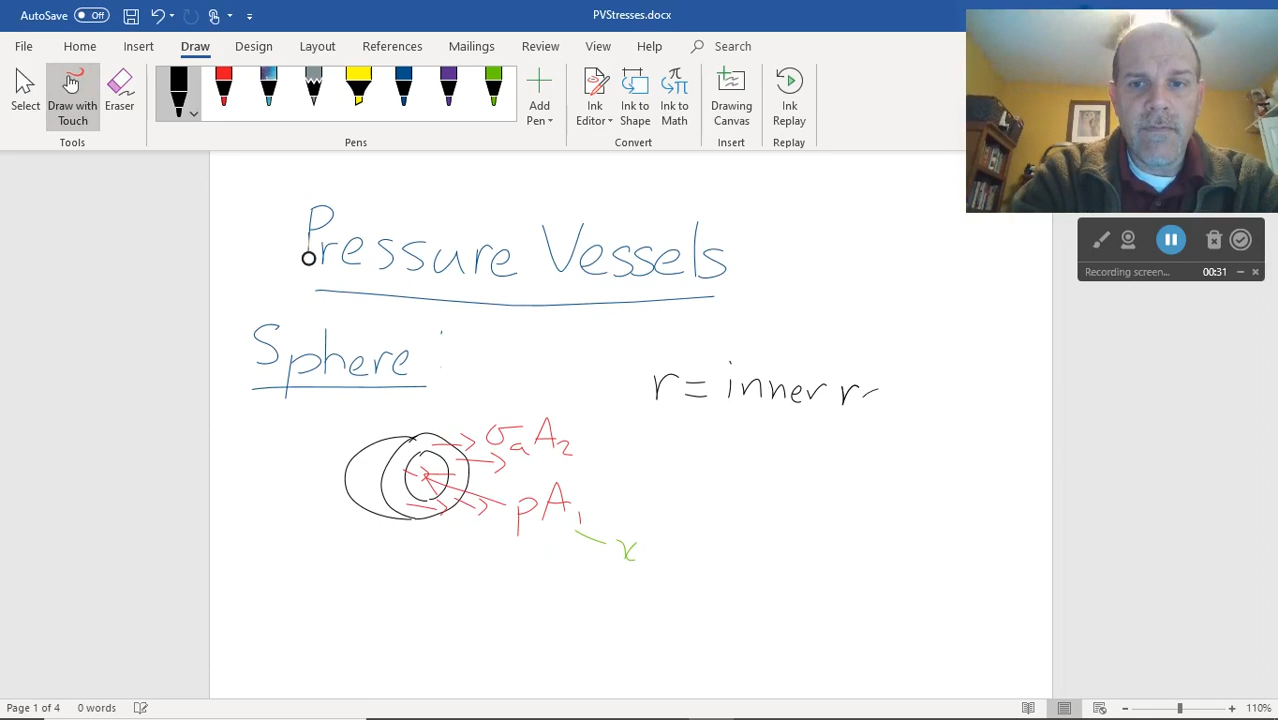 AutoSave Off PVStresses.docx
File Home Insert Draw Design Layout References Mailings Review View Help Search
Select Draw with Touch Eraser Add Pen Ink Editor Ink to Shape Ink to Math Drawing Canvas Ink Replay
Tools Pens Convert Insert Replay
Pressure Vessels
Recording screen... 00:31
Sphere :
r = inner r
σₐ A₂
pA₁
x
Page 1 of 4 0 words 110%